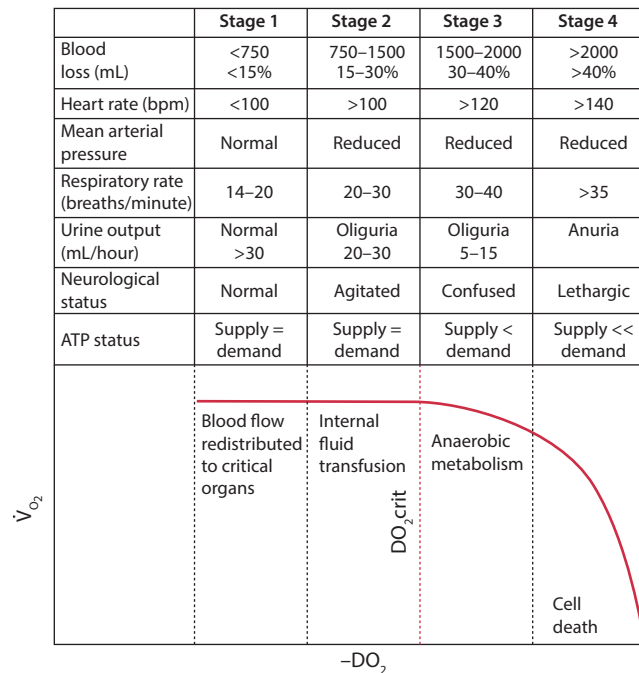 Stage 1 Stage 2 Stage 3 Stage 4
Blood <750 750–1500 1500–2000 >2000
loss (mL) <15% 15–30% 30–40% >40%
Heart rate (bpm) <100 >100 >120 >140
Mean arterial
pressure Normal Reduced Reduced Reduced
Respiratory rate
(breaths/minute) 14–20 20–30 30–40 >35
Urine output Normal Oliguria Oliguria Anuria
(mL/hour) >30 20–30 5–15
Neurological
status Normal Agitated Confused Lethargic
ATP status Supply = Supply = Supply < Supply <<
demand demand demand demand
Blood flow
redistributed
to critical
organs
Internal
fluid
transfusion
Anaerobic
metabolism
DO₂crit
Cell
death
V̇O₂
–DO₂